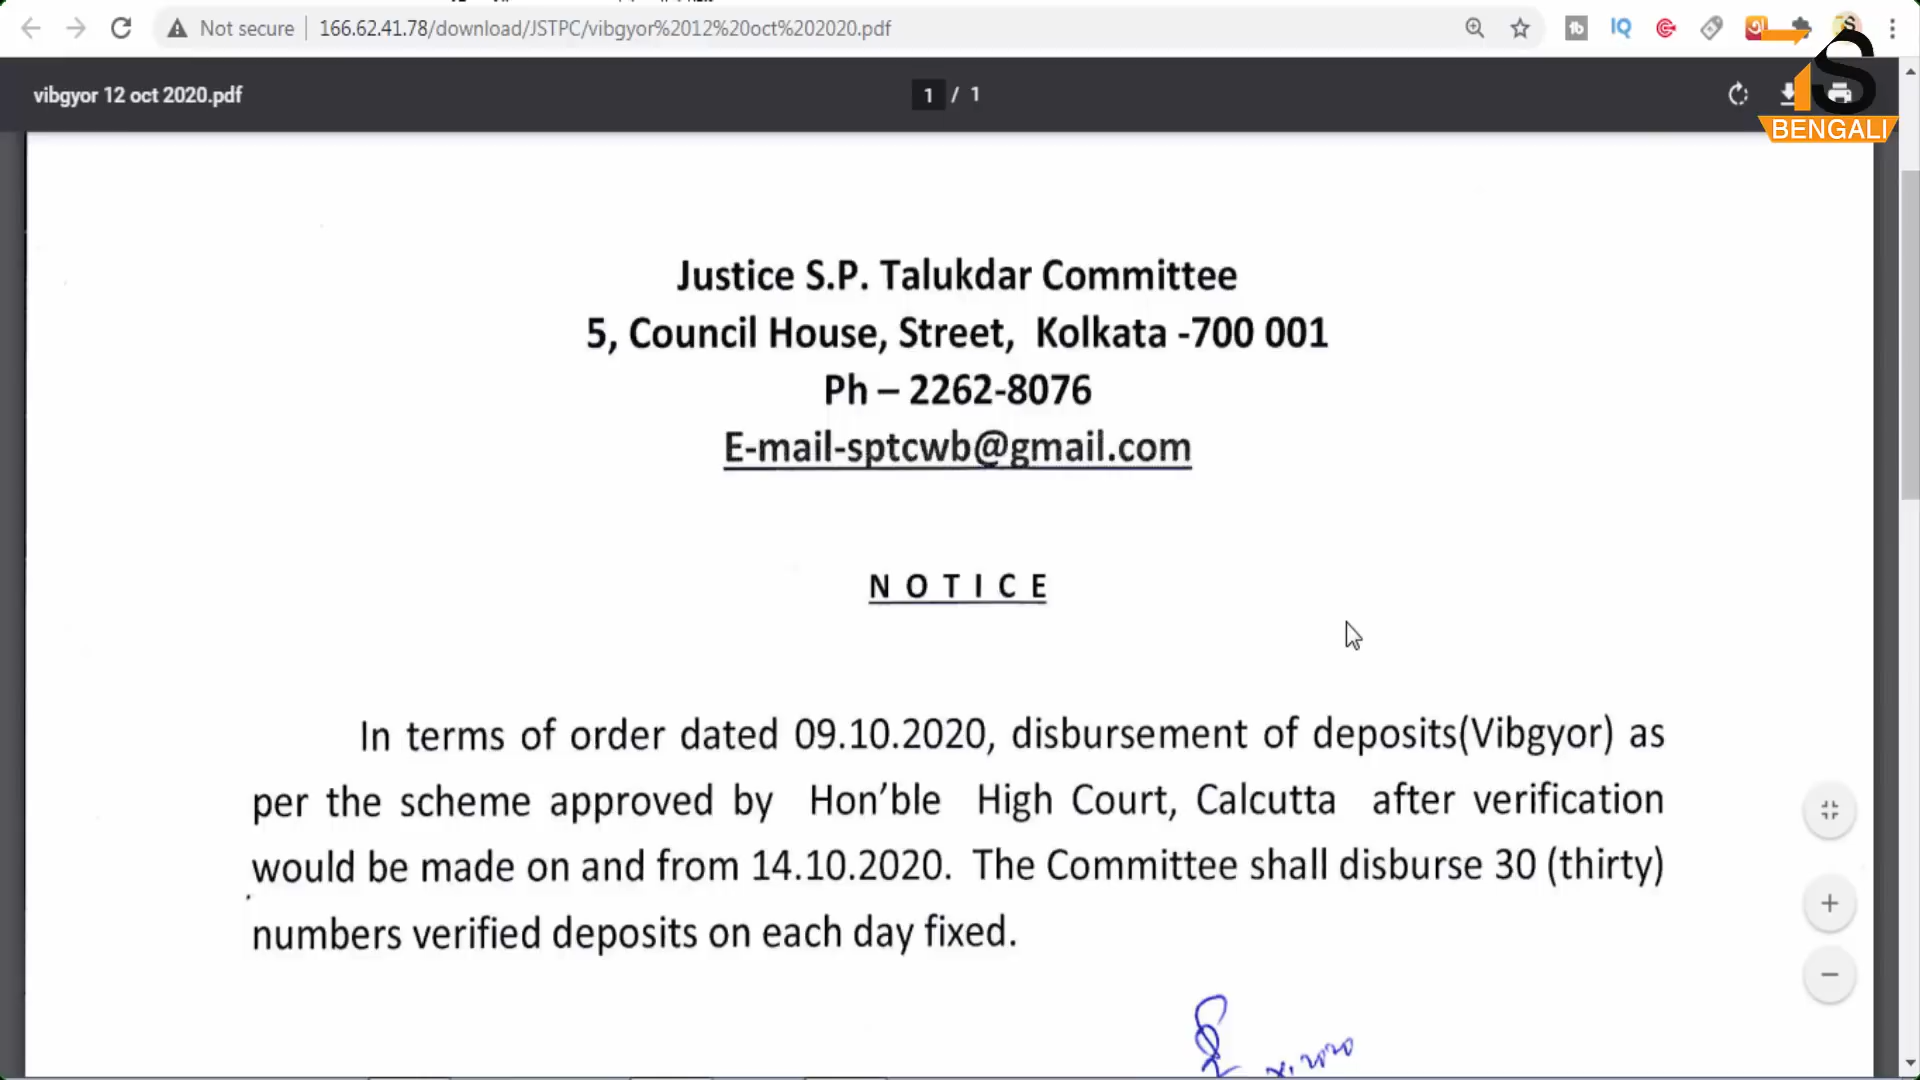 Not secure
166.62.41.78/download/JSTPC/vibgyor%2012%20oct%202020.pdf
IQ
vibgyor 12 oct 2020.pdf
1 / 1
1S
BENGALI
Justice S.P. Talukdar Committee
5, Council House, Street, Kolkata -700 001
Ph – 2262-8076
E-mail-sptcwb@gmail.com
N O T I C E
In terms of order dated 09.10.2020, disbursement of deposits(Vibgyor) as
per the scheme approved by Hon’ble High Court, Calcutta after verification
would be made on and from 14.10.2020. The Committee shall disburse 30 (thirty)
numbers verified deposits on each day fixed.